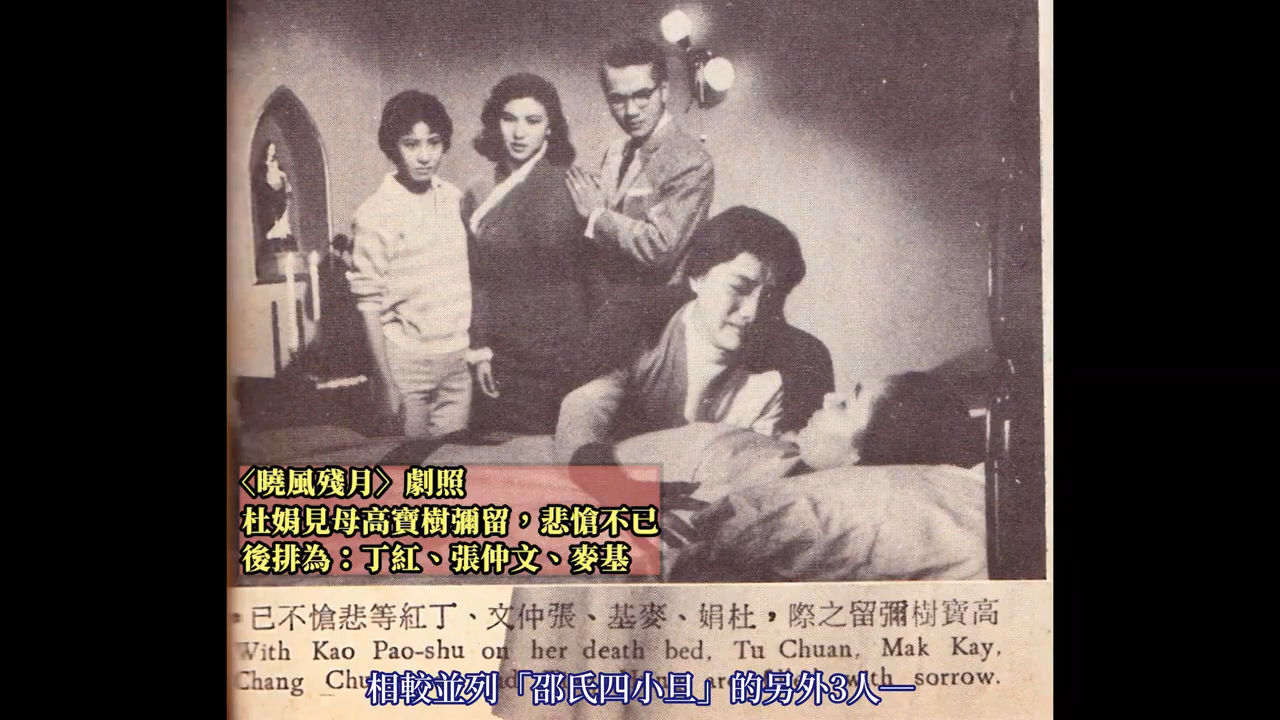 〈曉風殘月〉劇照
杜娟見母高寶樹彌留，悲愴不已
後排為：丁紅、張仲文、麥基
高寶樹彌留之際，杜娟、麥基、張仲文、丁紅等悲愴不已。
With Kao Pao-shu on her death bed, Tu Chuan, Mak Kay,
Chang with sorrow.
相較並列「邵氏四小旦」的另外3人—